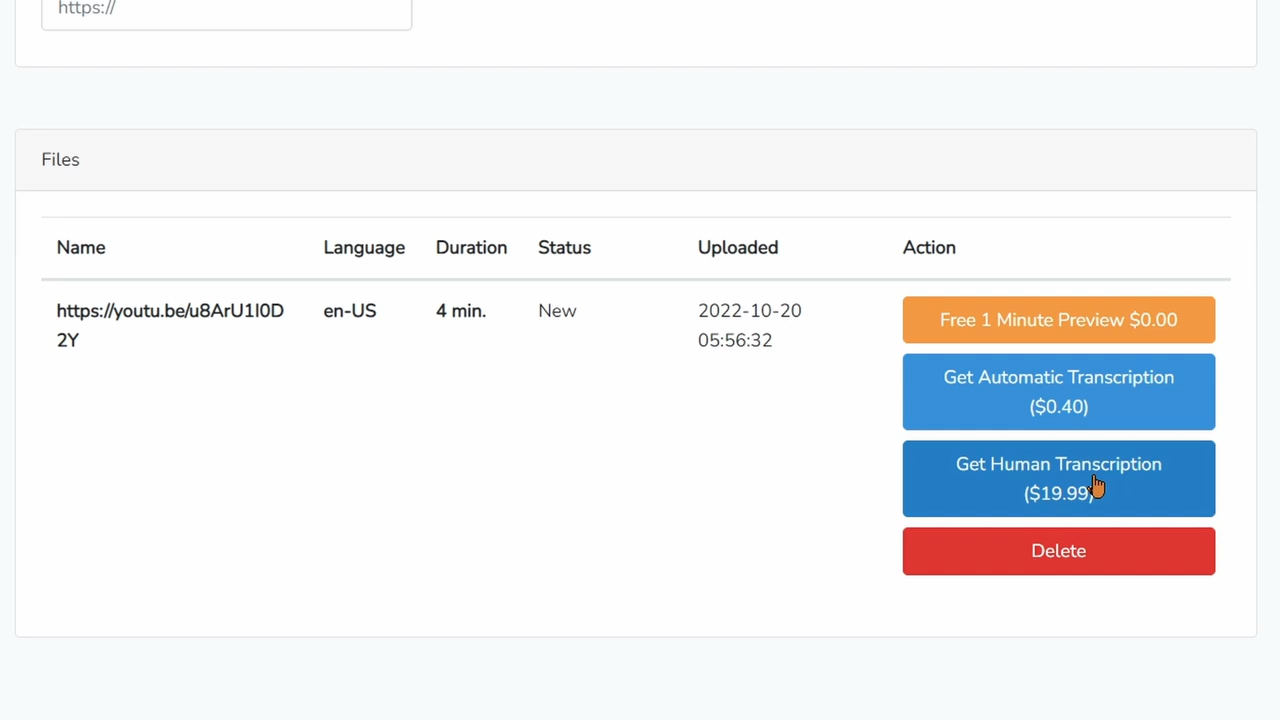 https://
Files
Name Language Duration Status Uploaded Action
https://youtu.be/u8ArU1I0D en-US 4 min. New 2022-10-20 Free 1 Minute Preview $0.00
2Y 05:56:32
Get Automatic Transcription
($0.40)
Get Human Transcription
($19.99)
Delete